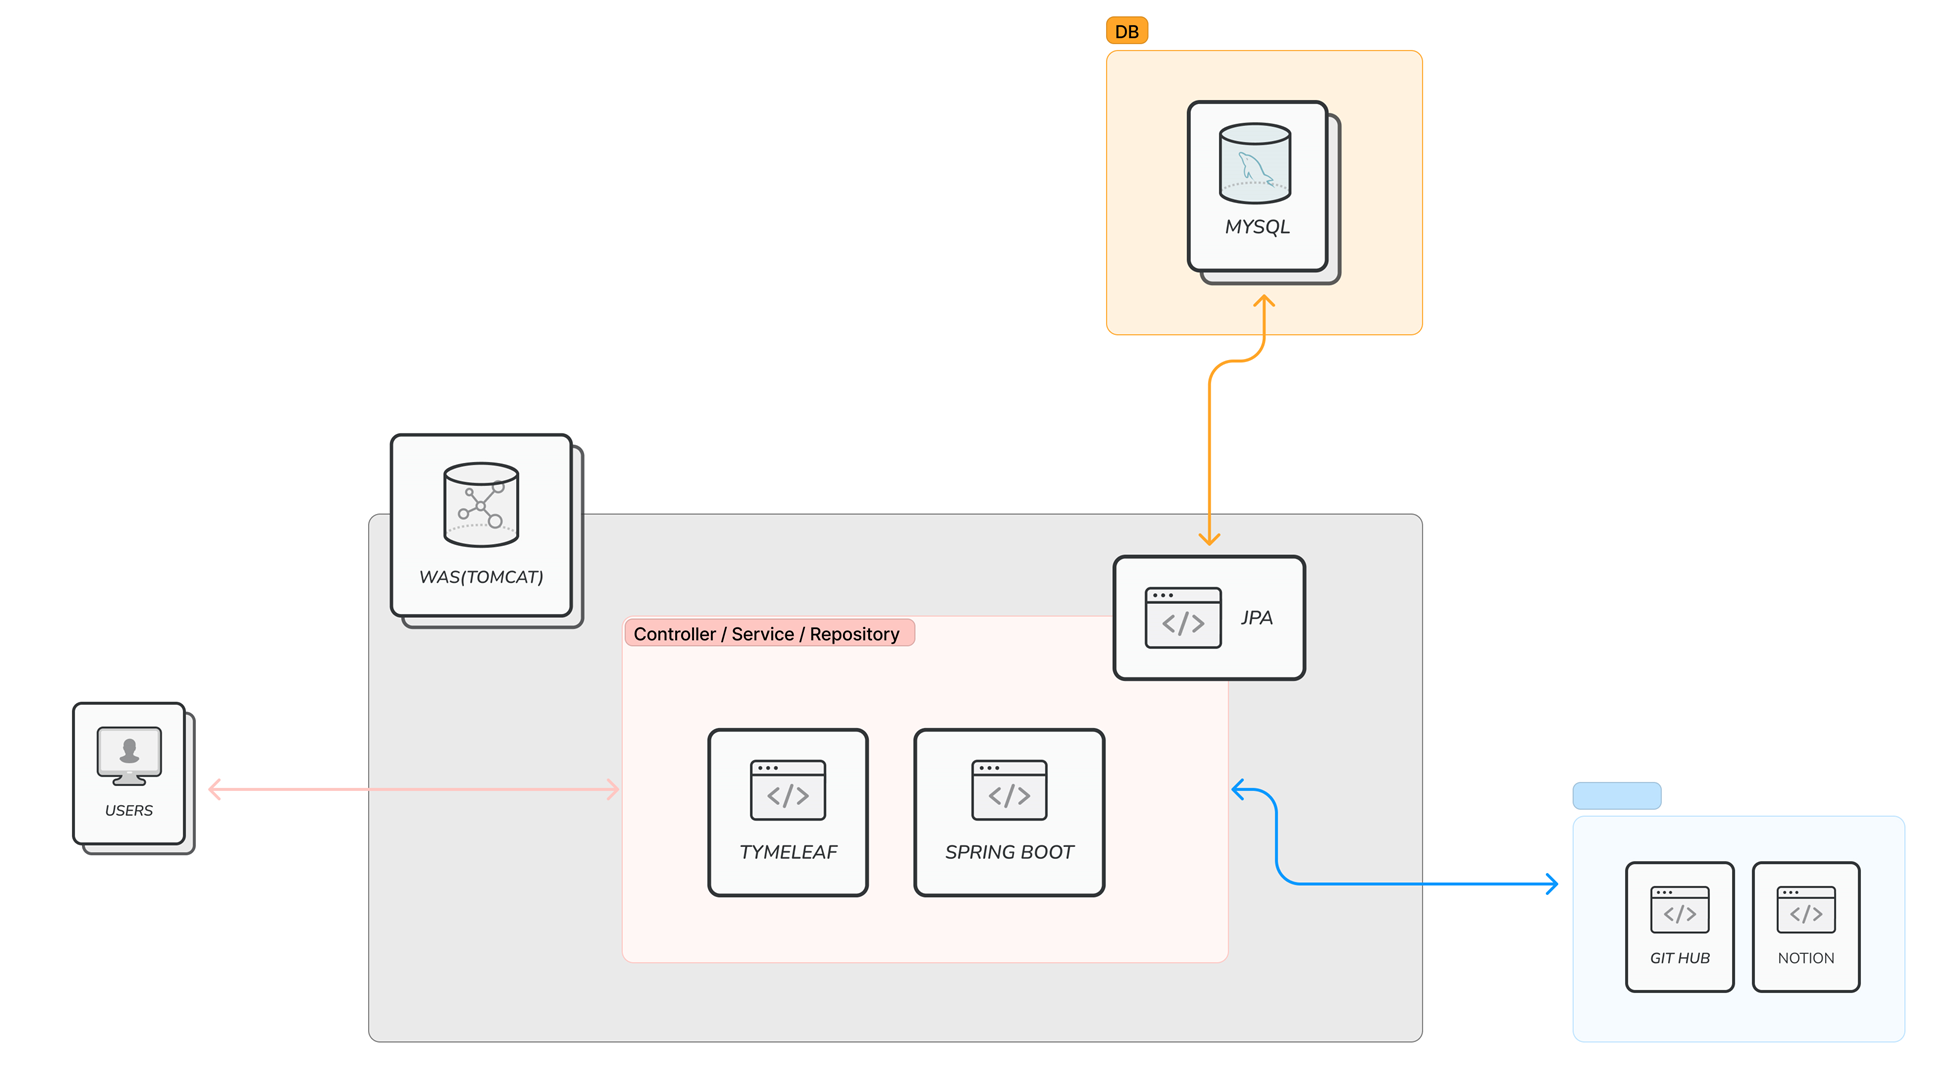 DB
MYSQL
WAS(TOMCAT)
JPA
Controller / Service / Repository
USERS
TYMELEAF
SPRING BOOT
GIT HUB
NOTION